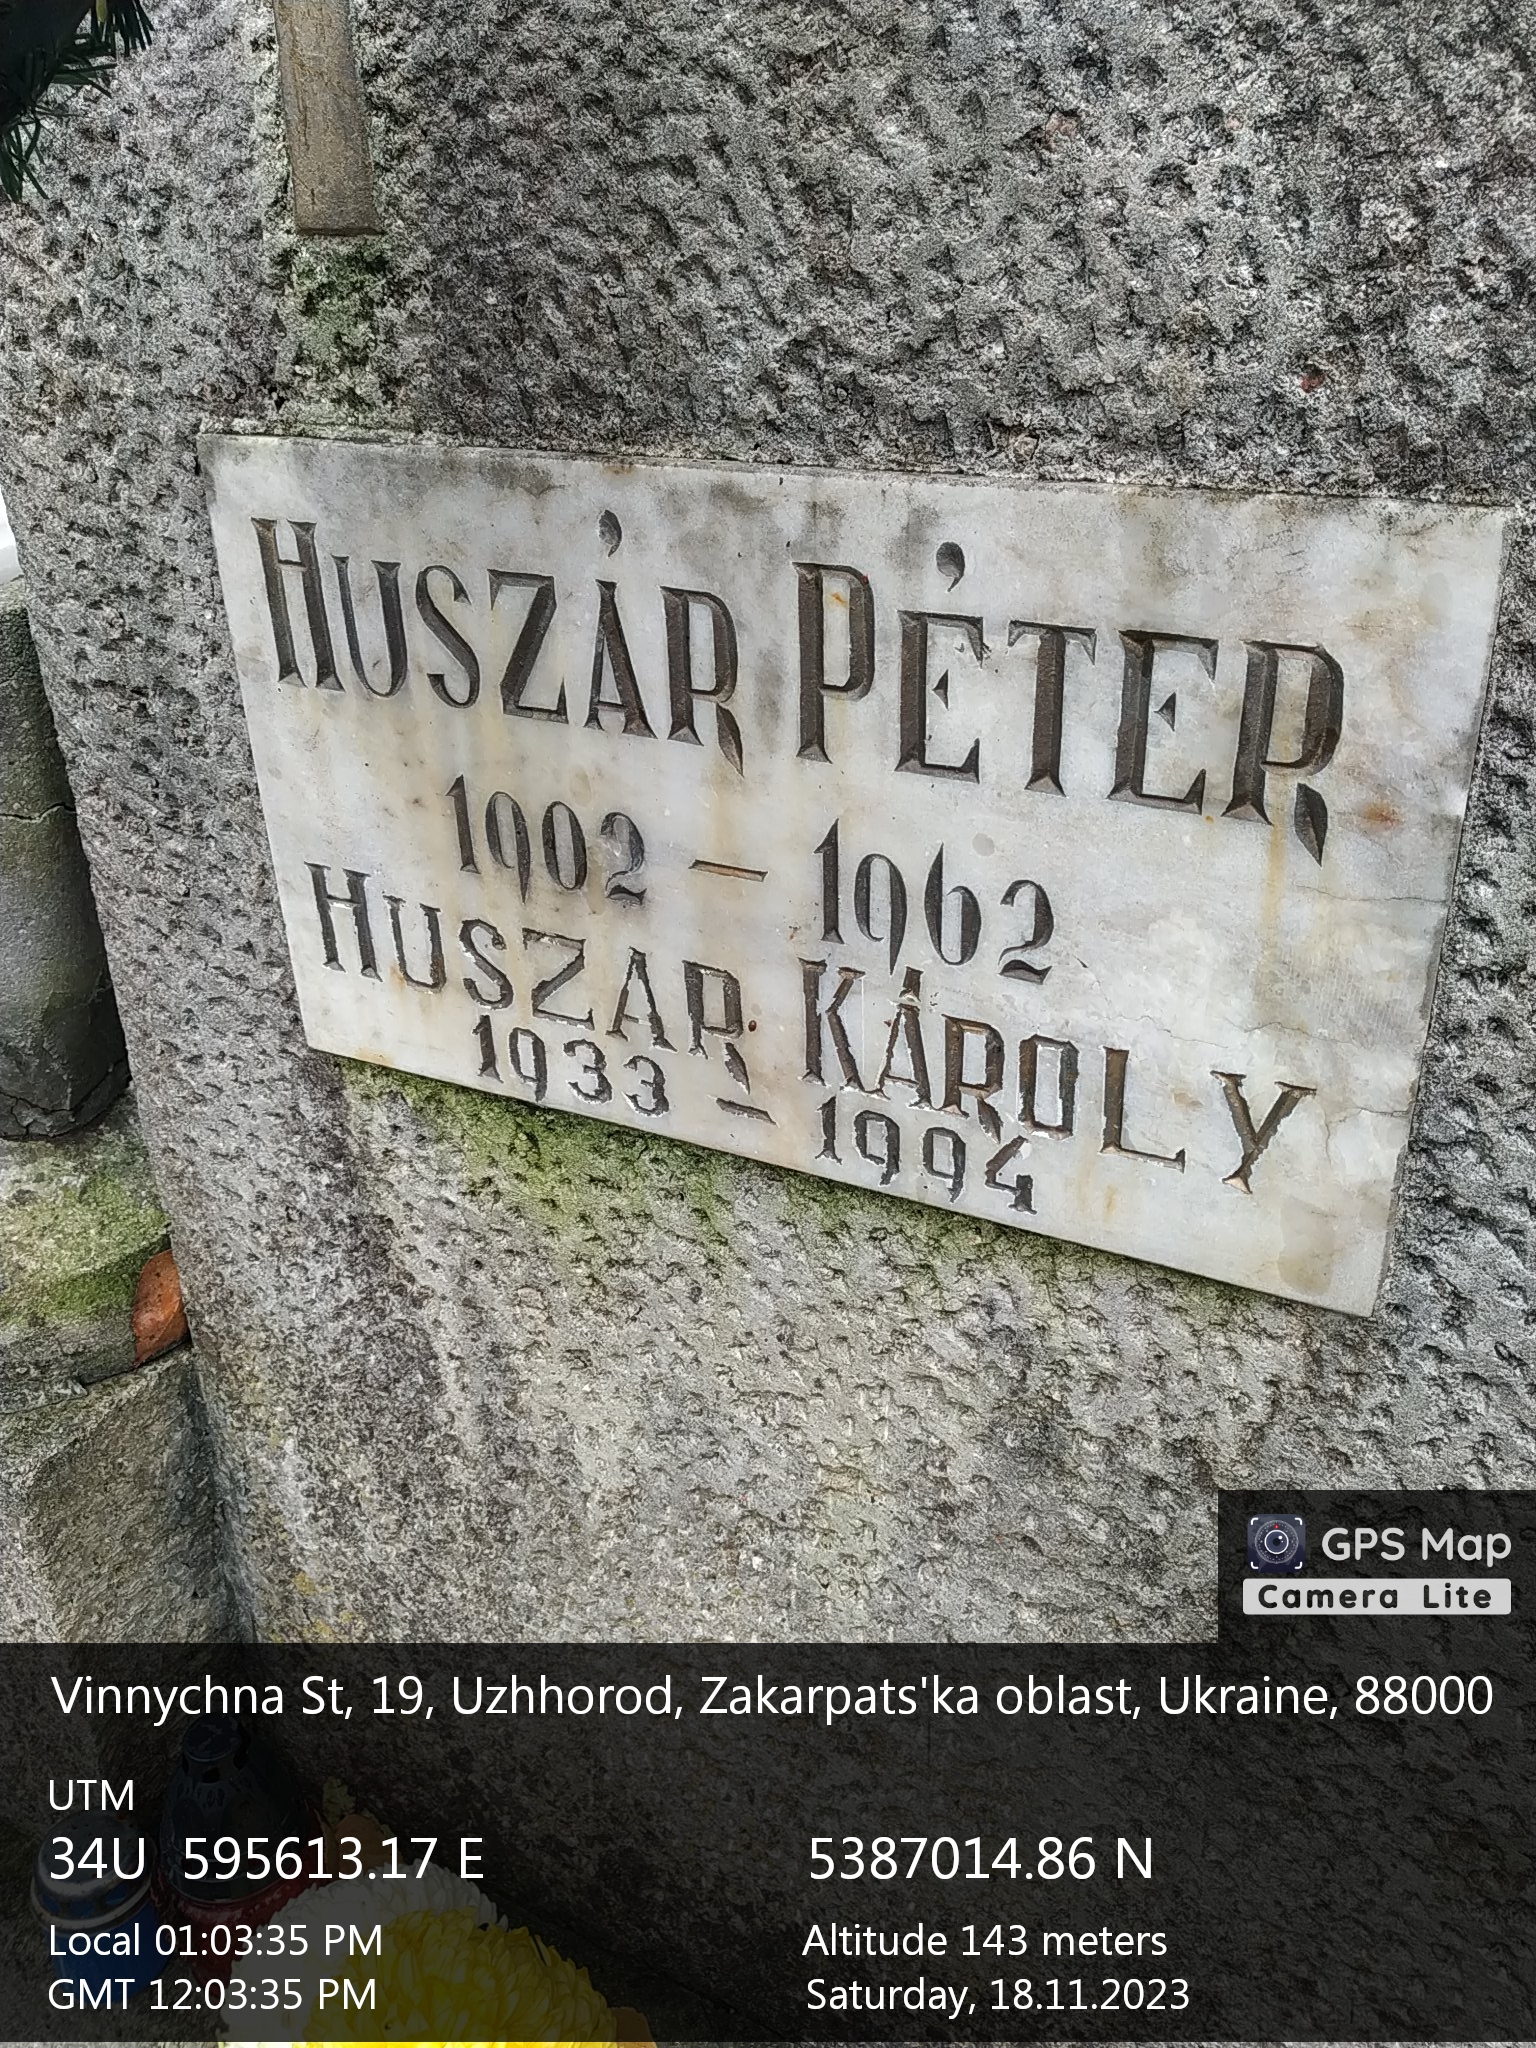 HUSZÁR PÉTER
1902 – 1962
HUSZAR KÁROLY
1933 – 1994
GPS Map
Camera Lite
Vinnychna St, 19, Uzhhorod, Zakarpats'ka oblast, Ukraine, 88000
UTM
34U 595613.17 E 5387014.86 N
Local 01:03:35 PM Altitude 143 meters
GMT 12:03:35 PM Saturday, 18.11.2023